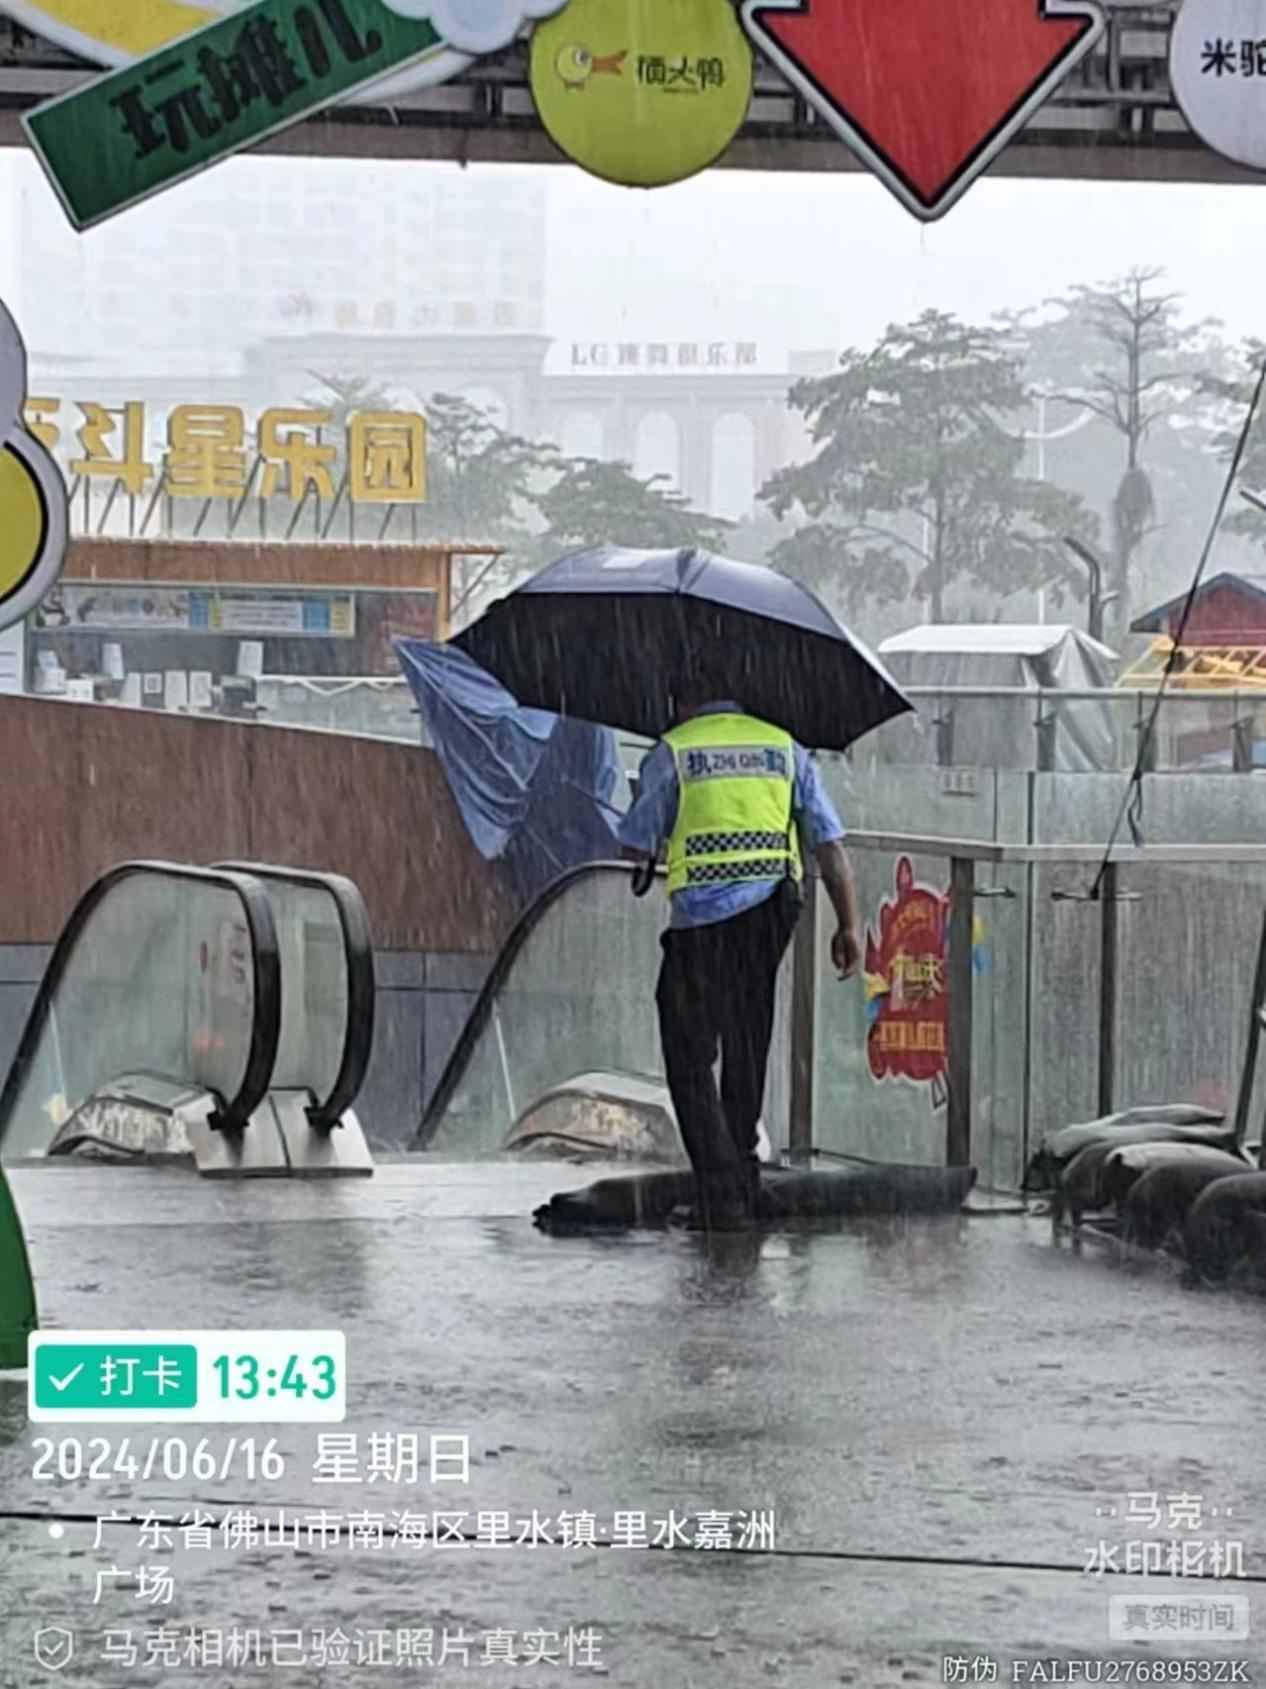 玩摊儿
米驼
LG
星乐园
执
ZHI QIN
勤
打卡 13:43
2024/06/16 星期日
广东省佛山市南海区里水镇·里水嘉洲
广场
马克相机已验证照片真实性
马克
水印相机
真实时间
防伪 FALFU2768953ZK